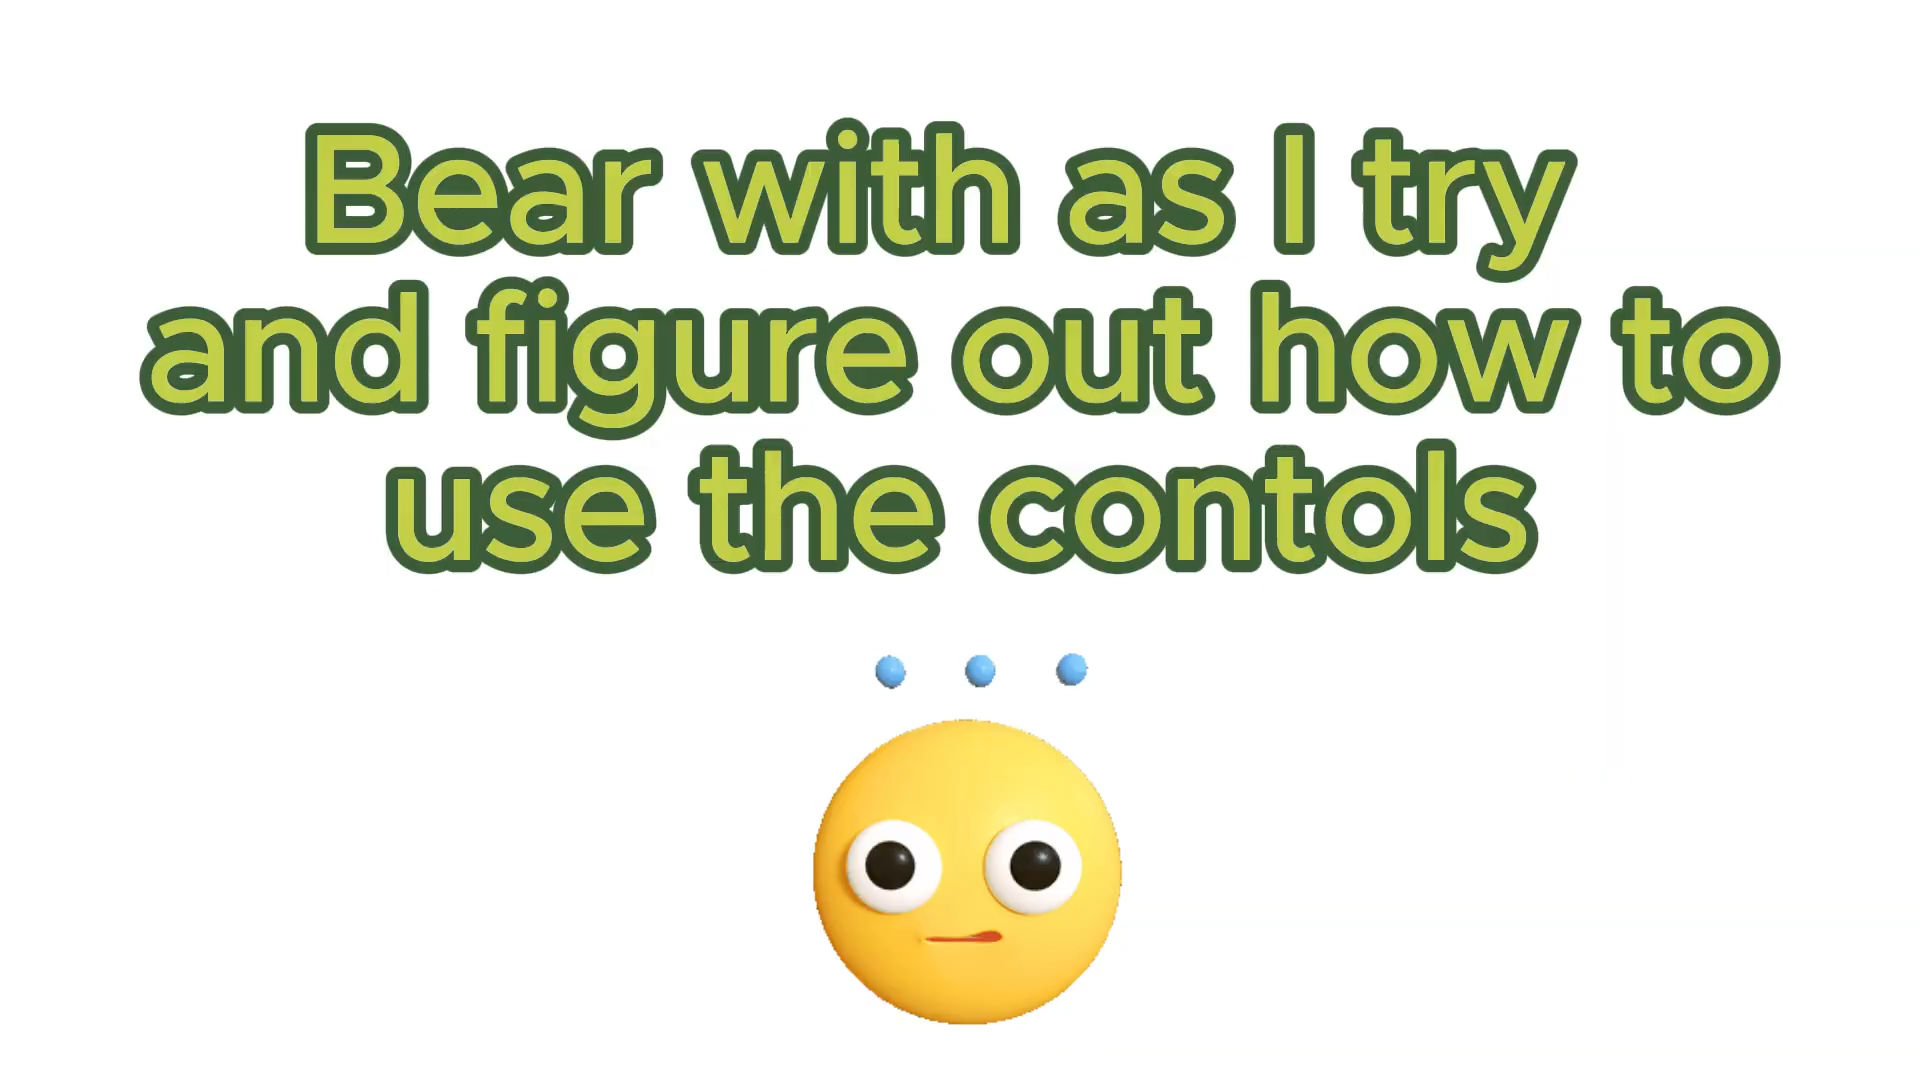 Bear with as I try
and figure out how to
use the contols